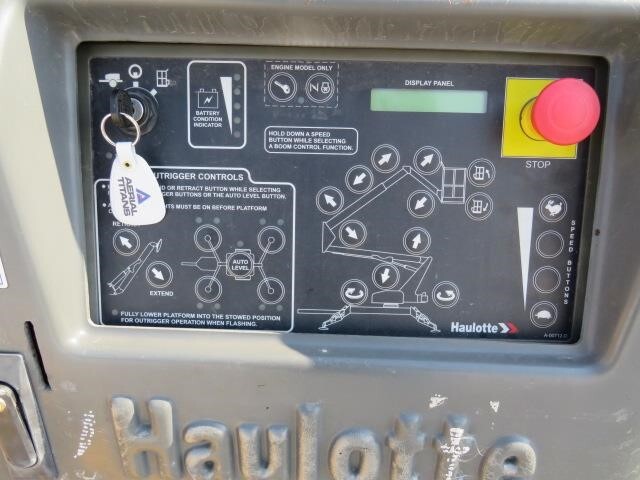 ENGINE MODEL ONLY
DISPLAY PANEL
BATTERY
CONDITION
INDICATOR
HOLD DOWN A SPEED
BUTTON WHILE SELECTING
A BOOM CONTROL FUNCTION.
STOP
OUTRIGGER CONTROLS
OR RETRACT BUTTON WHILE SELECTING
BUTTONS OR THE AUTO LEVEL BUTTON.
MUST BE ON BEFORE PLATFORM
AERIAL
TITANS
RETRACT
AUTO
LEVEL
EXTEND
SPEED BUTTONS
FULLY LOWER PLATFORM INTO THE STOWED POSITION
FOR OUTRIGGER OPERATION WHEN FLASHING.
Haulotte
Haulotte